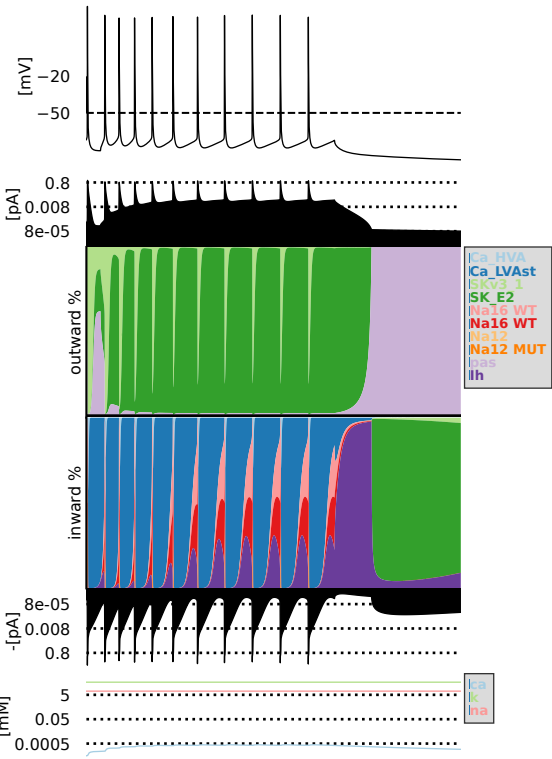 [mV]
−20
−50
[pA]
0.8
0.008
8e-05
outward %
Ca_HVA
Ca_LVAst
SKv3_1
SK_E2
Na16 WT
Na16 WT
Na12
Na12 MUT
pas
Ih
inward %
-[pA]
8e-05
0.008
0.8
[mM]
5
0.05
0.0005
ca
k
na